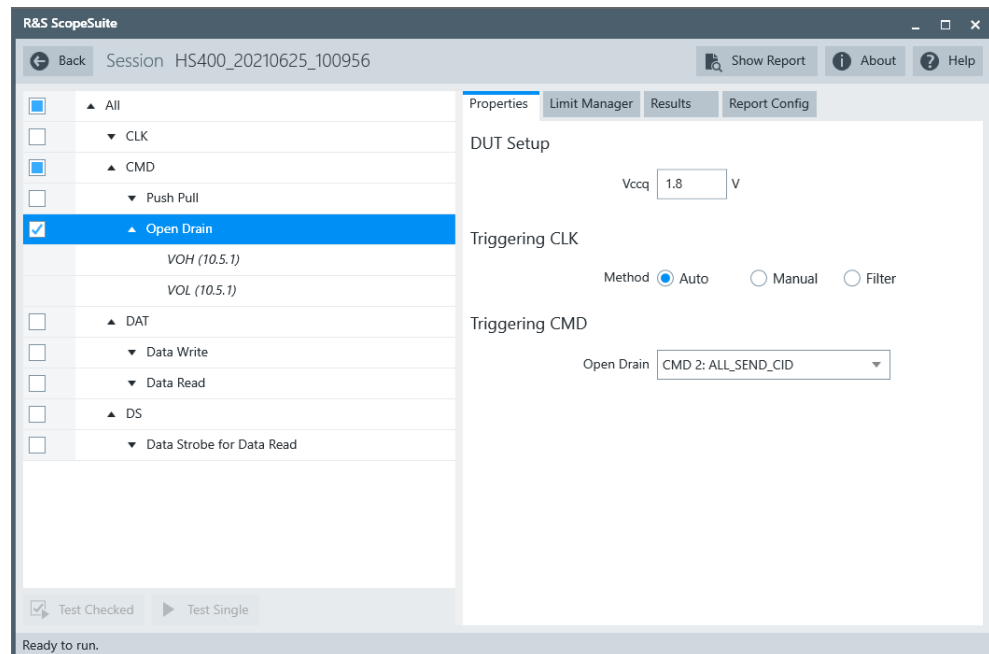 R&S ScopeSuite
Back Session HS400_20210625_100956 Show Report About Help
All
CLK
CMD
Push Pull
Open Drain
VOH (10.5.1)
VOL (10.5.1)
DAT
Data Write
Data Read
DS
Data Strobe for Data Read
Test Checked Test Single
Properties Limit Manager Results Report Config
DUT Setup
Vccq 1.8 V
Triggering CLK
Method Auto Manual Filter
Triggering CMD
Open Drain CMD 2: ALL_SEND_CID
Ready to run.